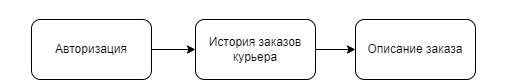 Авторизация
История заказов
курьера
Описание заказа